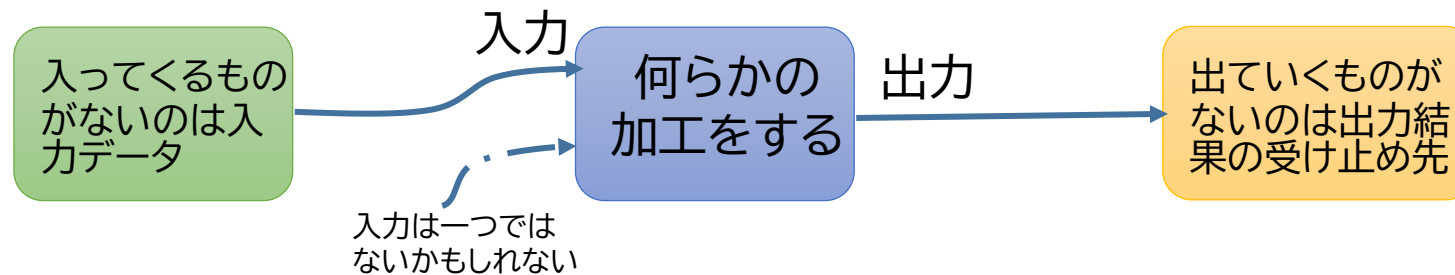 入ってくるもの
がないのは入
力データ
入力
何らかの
加工をする
出力
出ていくものが
ないのは出力結
果の受け止め先
入力は一つでは
ないかもしれない